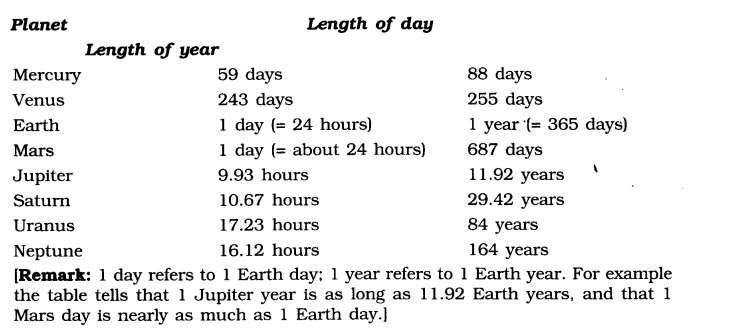 Planet Length of day
Length of year
Mercury 59 days 88 days
Venus 243 days 255 days
Earth 1 day (= 24 hours) 1 year (= 365 days)
Mars 1 day (= about 24 hours) 687 days
Jupiter 9.93 hours 11.92 years
Saturn 10.67 hours 29.42 years
Uranus 17.23 hours 84 years
Neptune 16.12 hours 164 years
[Remark: 1 day refers to 1 Earth day; 1 year refers to 1 Earth year. For example
the table tells that 1 Jupiter year is as long as 11.92 Earth years, and that 1
Mars day is nearly as much as 1 Earth day.]